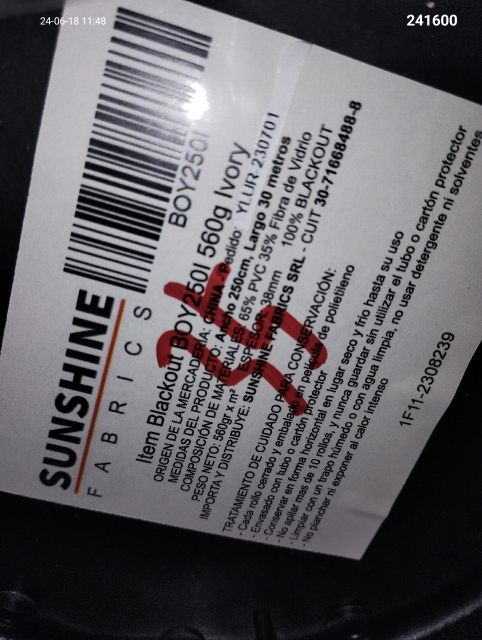 24-06-18 11:48
241600
BOY250I
SUNSHINE
FABRICS
Item Blackout BOY250I 560g Ivory
ORIGEN DE LA MERCADERIA: CHINA - Pedido: YLLUR-230701
MEDIDAS DEL PRODUCTO: Ancho 250cm, Largo 30 metros
COMPOSICIÓN DE MATERIALES: 65% PVC 35% Fibra de Vidrio
PESO NETO: 560gr x m² ESPESOR: 38mm 100% BLACKOUT
IMPORTA Y DISTRIBUYE: SUNSHINE FABRICS SRL - CUIT 30-71668488-8
TRATAMIENTO DE CUIDADO PARA CONSERVACIÓN:
- Cada rollo cerrado y embalado en película de polietileno
- Envasado con tubo o cartón protector
- Conservar en forma horizontal en lugar seco y frio hasta su uso
- No apilar mas de 10 rollos, y nunca guardar sin utilizar el tubo o cartón protector
- Limpiar con un trapo húmedo o con agua limpia, no usar detergente ni solventes
- No planchar ni exponer al calor intenso
1F11-2308239